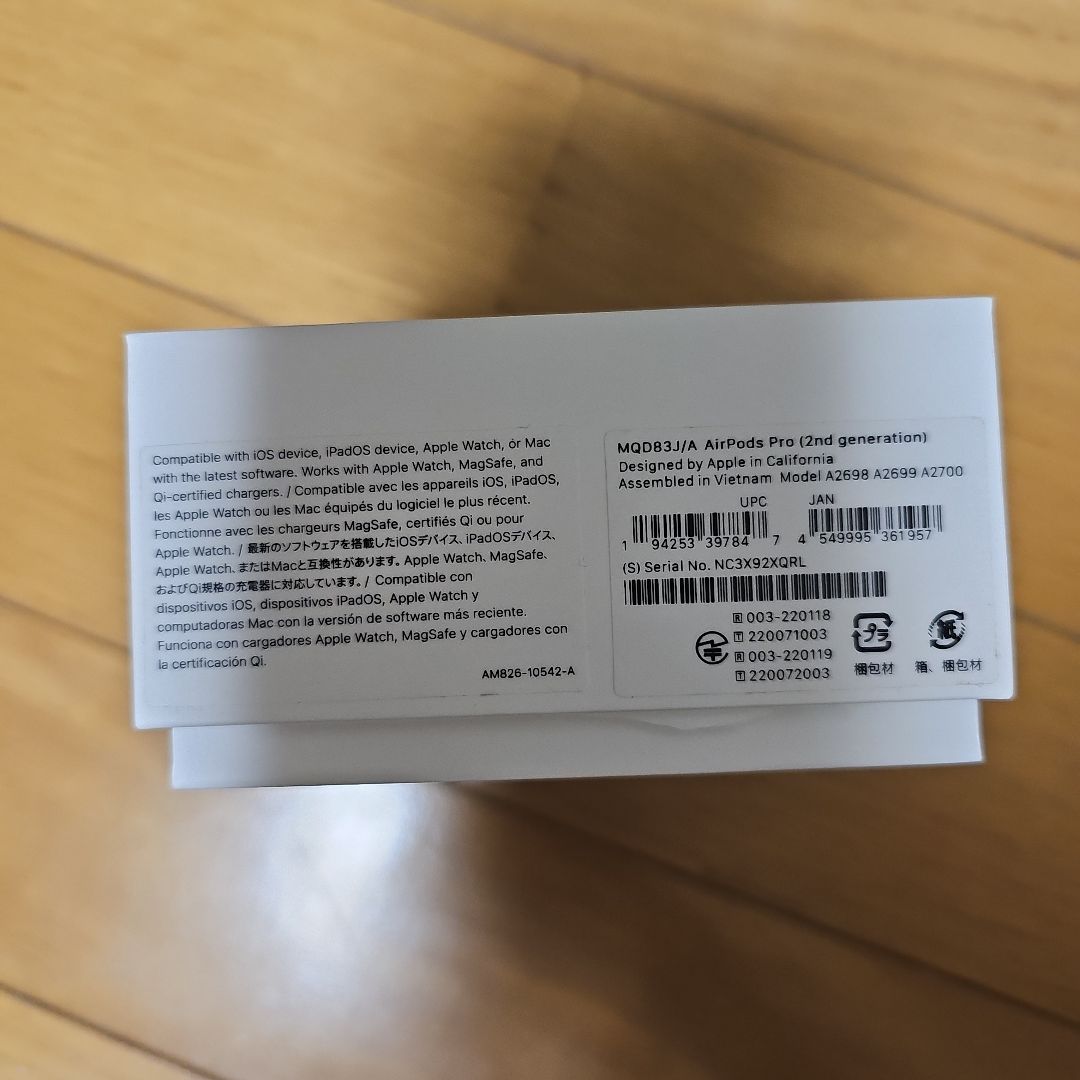 Compatible with iOS device, iPadOS device, Apple Watch, or Mac
with the latest software. Works with Apple Watch, MagSafe, and
Qi-certified chargers. / Compatible avec les appareils iOS, iPadOS,
les Apple Watch ou les Mac équipés du logiciel le plus récent.
Fonctionne avec les chargeurs MagSafe, certifiés Qi ou pour
Apple Watch. / 最新のソフトウェアを搭載したiOSデバイス、iPadOSデバイス、
Apple Watch、またはMacと互換性があります。Apple Watch、MagSafe、
およびQi規格の充電器に対応しています。/ Compatible con
dispositivos iOS, dispositivos iPadOS, Apple Watch y
computadoras Mac con la versión de software más reciente.
Funciona con cargadores Apple Watch, MagSafe y cargadores con
la certificación Qi.
AM826-10542-A
MQD83J/A AirPods Pro (2nd generation)
Designed by Apple in California
Assembled in Vietnam Model A2698 A2699 A2700
UPC JAN
1 94253 39784 7 4 549995 361957
(S) Serial No. NC3X92XQRL
R 003-220118
T 220071003
R 003-220119
T 220072003
プラ
梱包材
紙
箱、梱包材